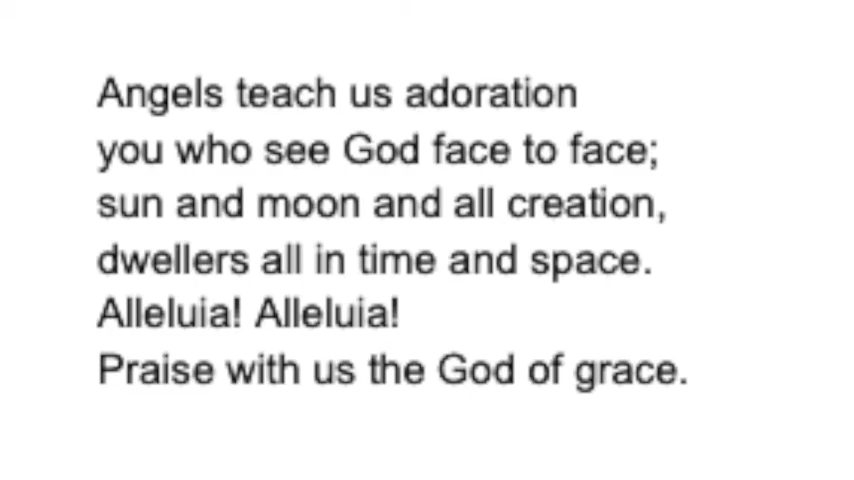 Angels teach us adoration
you who see God face to face;
sun and moon and all creation,
dwellers all in time and space.
Alleluia! Alleluia!
Praise with us the God of grace.